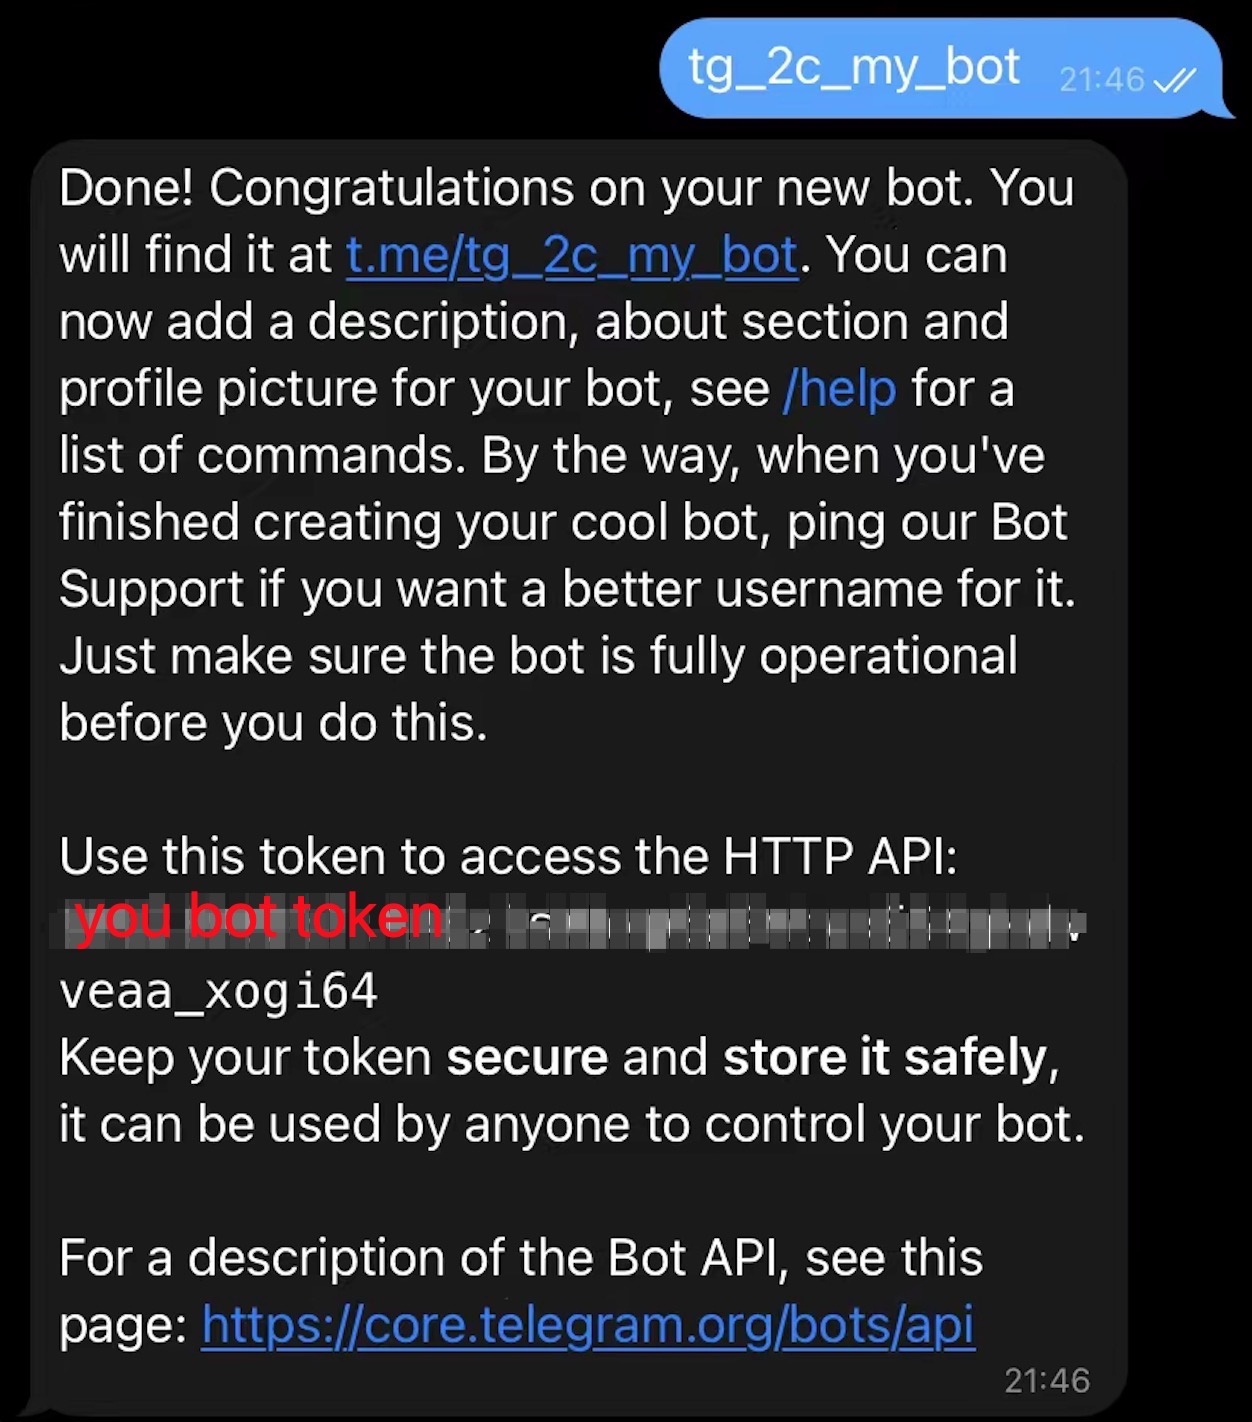 tg_2c_my_bot 21:46
Done! Congratulations on your new bot. You
will find it at t.me/tg_2c_my_bot. You can
now add a description, about section and
profile picture for your bot, see /help for a
list of commands. By the way, when you've
finished creating your cool bot, ping our Bot
Support if you want a better username for it.
Just make sure the bot is fully operational
before you do this.
Use this token to access the HTTP API:
you bot token
veaa_xogi64
Keep your token secure and store it safely,
it can be used by anyone to control your bot.
For a description of the Bot API, see this
page: https://core.telegram.org/bots/api
21:46